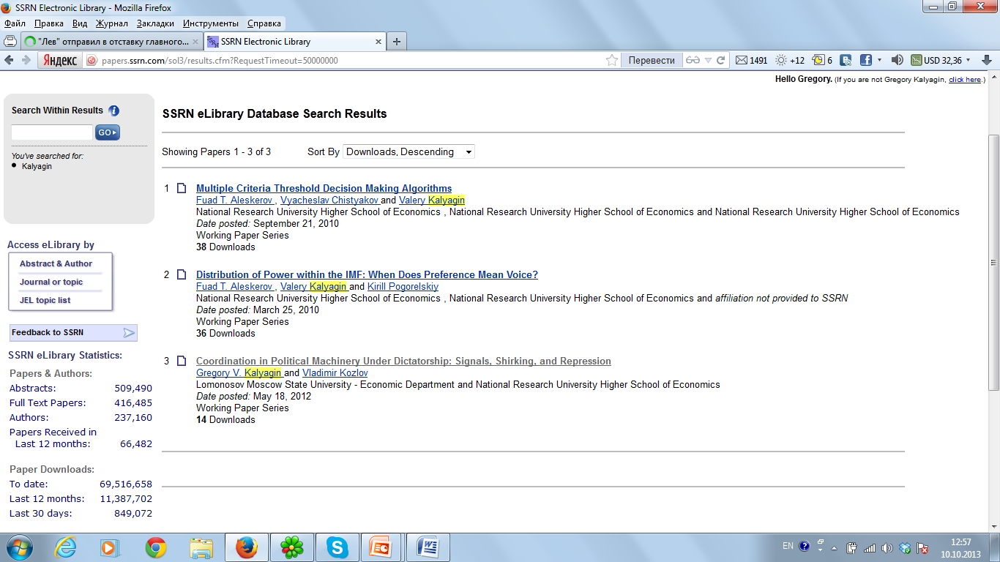 SSRN Electronic Library - Mozilla Firefox
Файл Правка Вид Журнал Закладки Инструменты Справка
"Лев" отправил в отставку главного...
SSRN Electronic Library
Яндекс papers.ssrn.com/sol3/results.cfm?RequestTimeout=50000000 Перевести 1491 +12 6 USD 32,36
Hello Gregory. (If you are not Gregory Kalyagin, click here.)
Search Within Results
GO
You've searched for:
Kalyagin
SSRN eLibrary Database Search Results
Showing Papers 1 - 3 of 3 Sort By Downloads, Descending
1 Multiple Criteria Threshold Decision Making Algorithms
Fuad T. Aleskerov , Vyacheslav Chistyakov and Valery Kalyagin
National Research University Higher School of Economics , National Research University Higher School of Economics and National Research University Higher School of Economics
Date posted: September 21, 2010
Working Paper Series
38 Downloads
2 Distribution of Power within the IMF: When Does Preference Mean Voice?
Fuad T. Aleskerov , Valery Kalyagin and Kirill Pogorelskiy
National Research University Higher School of Economics , National Research University Higher School of Economics and affiliation not provided to SSRN
Date posted: March 25, 2010
Working Paper Series
36 Downloads
3 Coordination in Political Machinery Under Dictatorship: Signals, Shirking, and Repression
Gregory V. Kalyagin and Vladimir Kozlov
Lomonosov Moscow State University - Economic Department and National Research University Higher School of Economics
Date posted: May 18, 2012
Working Paper Series
14 Downloads
Access eLibrary by
Abstract & Author
Journal or topic
JEL topic list
Feedback to SSRN
SSRN eLibrary Statistics:
Papers & Authors:
Abstracts: 509,490
Full Text Papers: 416,485
Authors: 237,160
Papers Received in
Last 12 months: 66,482
Paper Downloads:
To date: 69,516,658
Last 12 months: 11,387,702
Last 30 days: 849,072
EN
12:57
10.10.2013